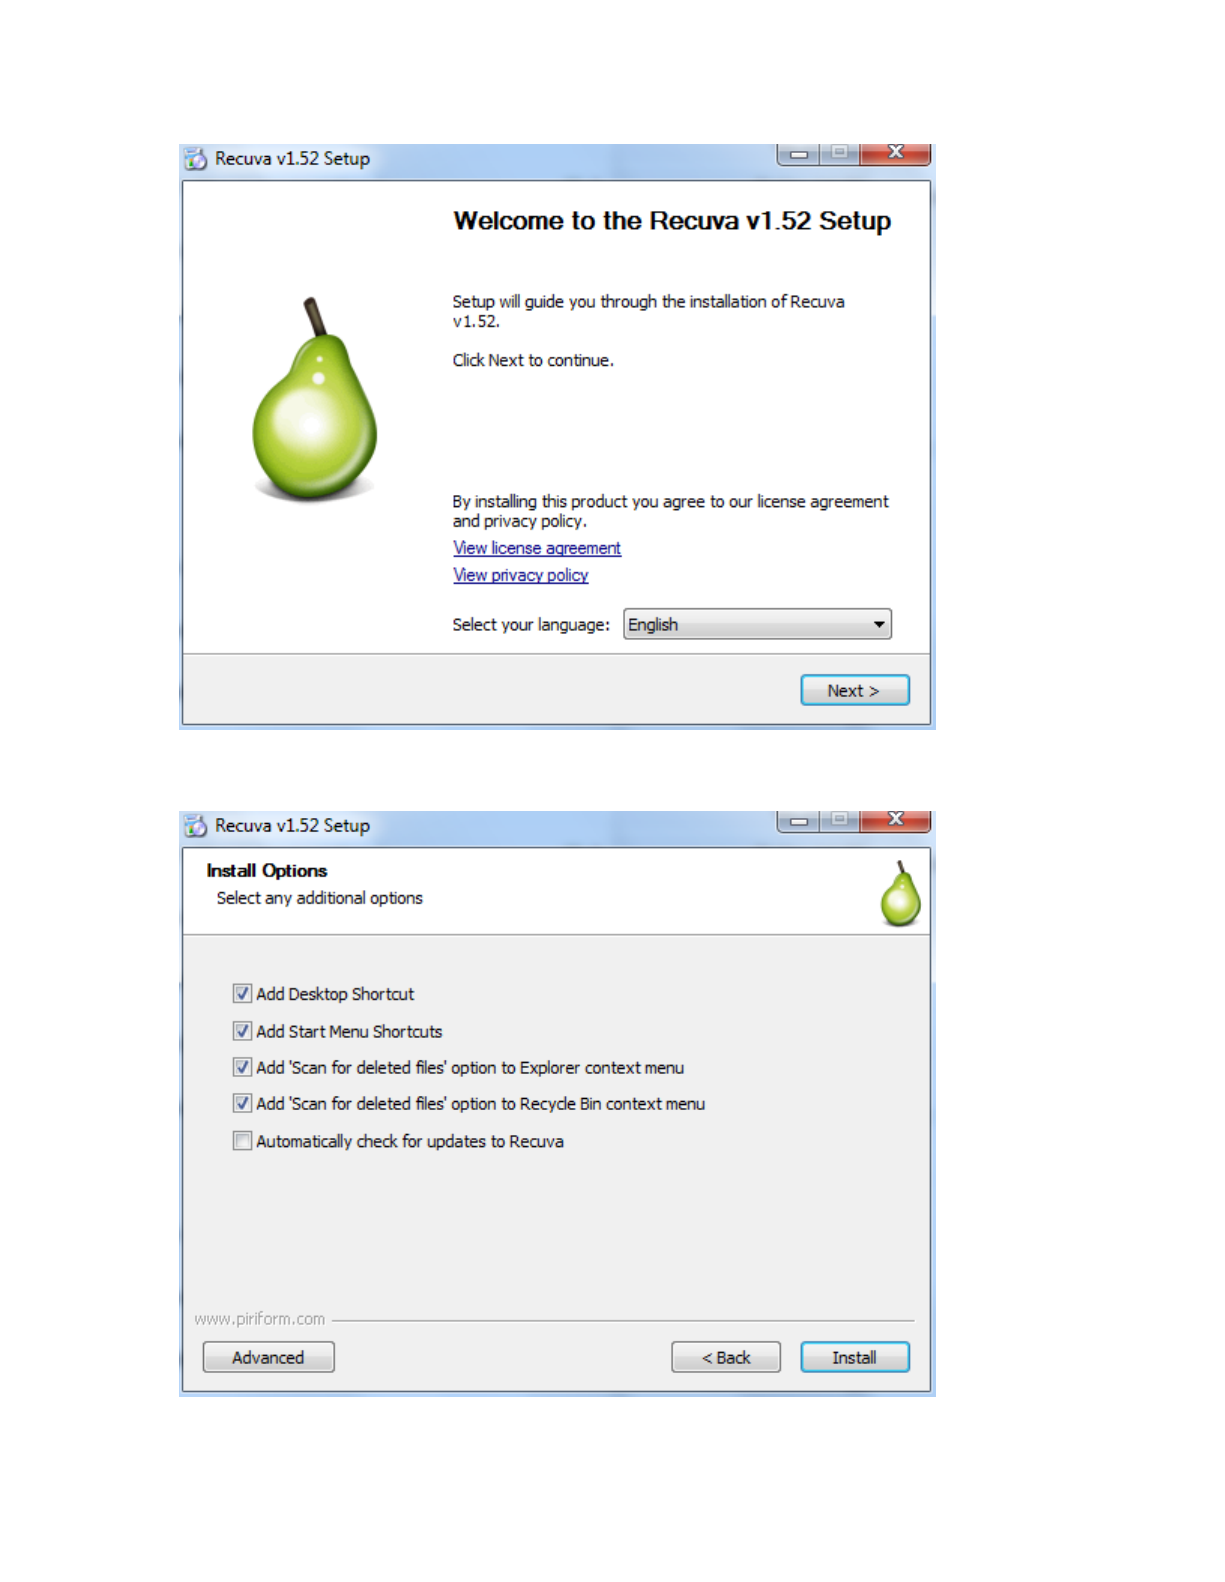 Recuva v1.52 Setup
Welcome to the Recuva v1.52 Setup
Setup will guide you through the installation of Recuva
v1.52.
Click Next to continue.
By installing this product you agree to our license agreement
and privacy policy.
View license agreement
View privacy policy
Select your language: English
Next >
Recuva v1.52 Setup
Install Options
Select any additional options
Add Desktop Shortcut
Add Start Menu Shortcuts
Add 'Scan for deleted files' option to Explorer context menu
Add 'Scan for deleted files' option to Recycle Bin context menu
Automatically check for updates to Recuva
www.piriform.com
Advanced < Back Install